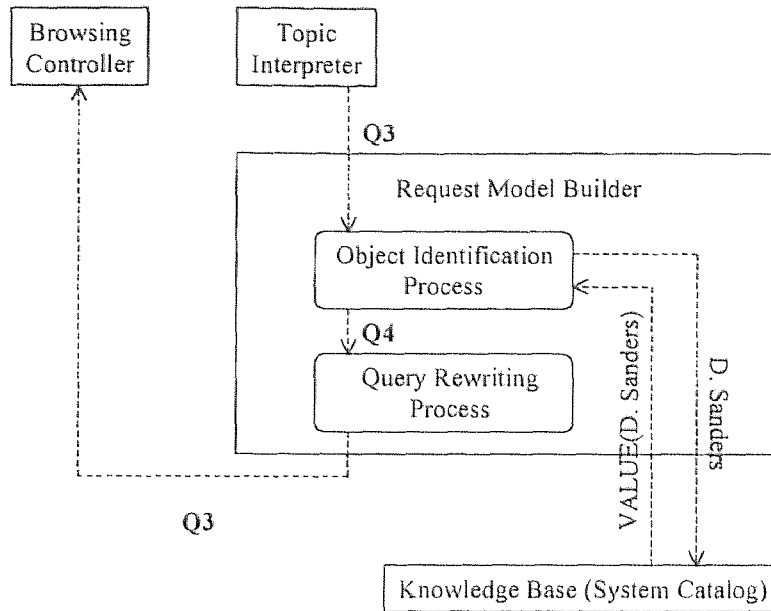 Browsing
Controller
Topic
Interpreter
Q3
Request Model Builder
Object Identification
Process
Q4
Query Rewriting
Process
VALUE(D. Sanders)
D. Sanders
Q3
Knowledge Base (System Catalog)